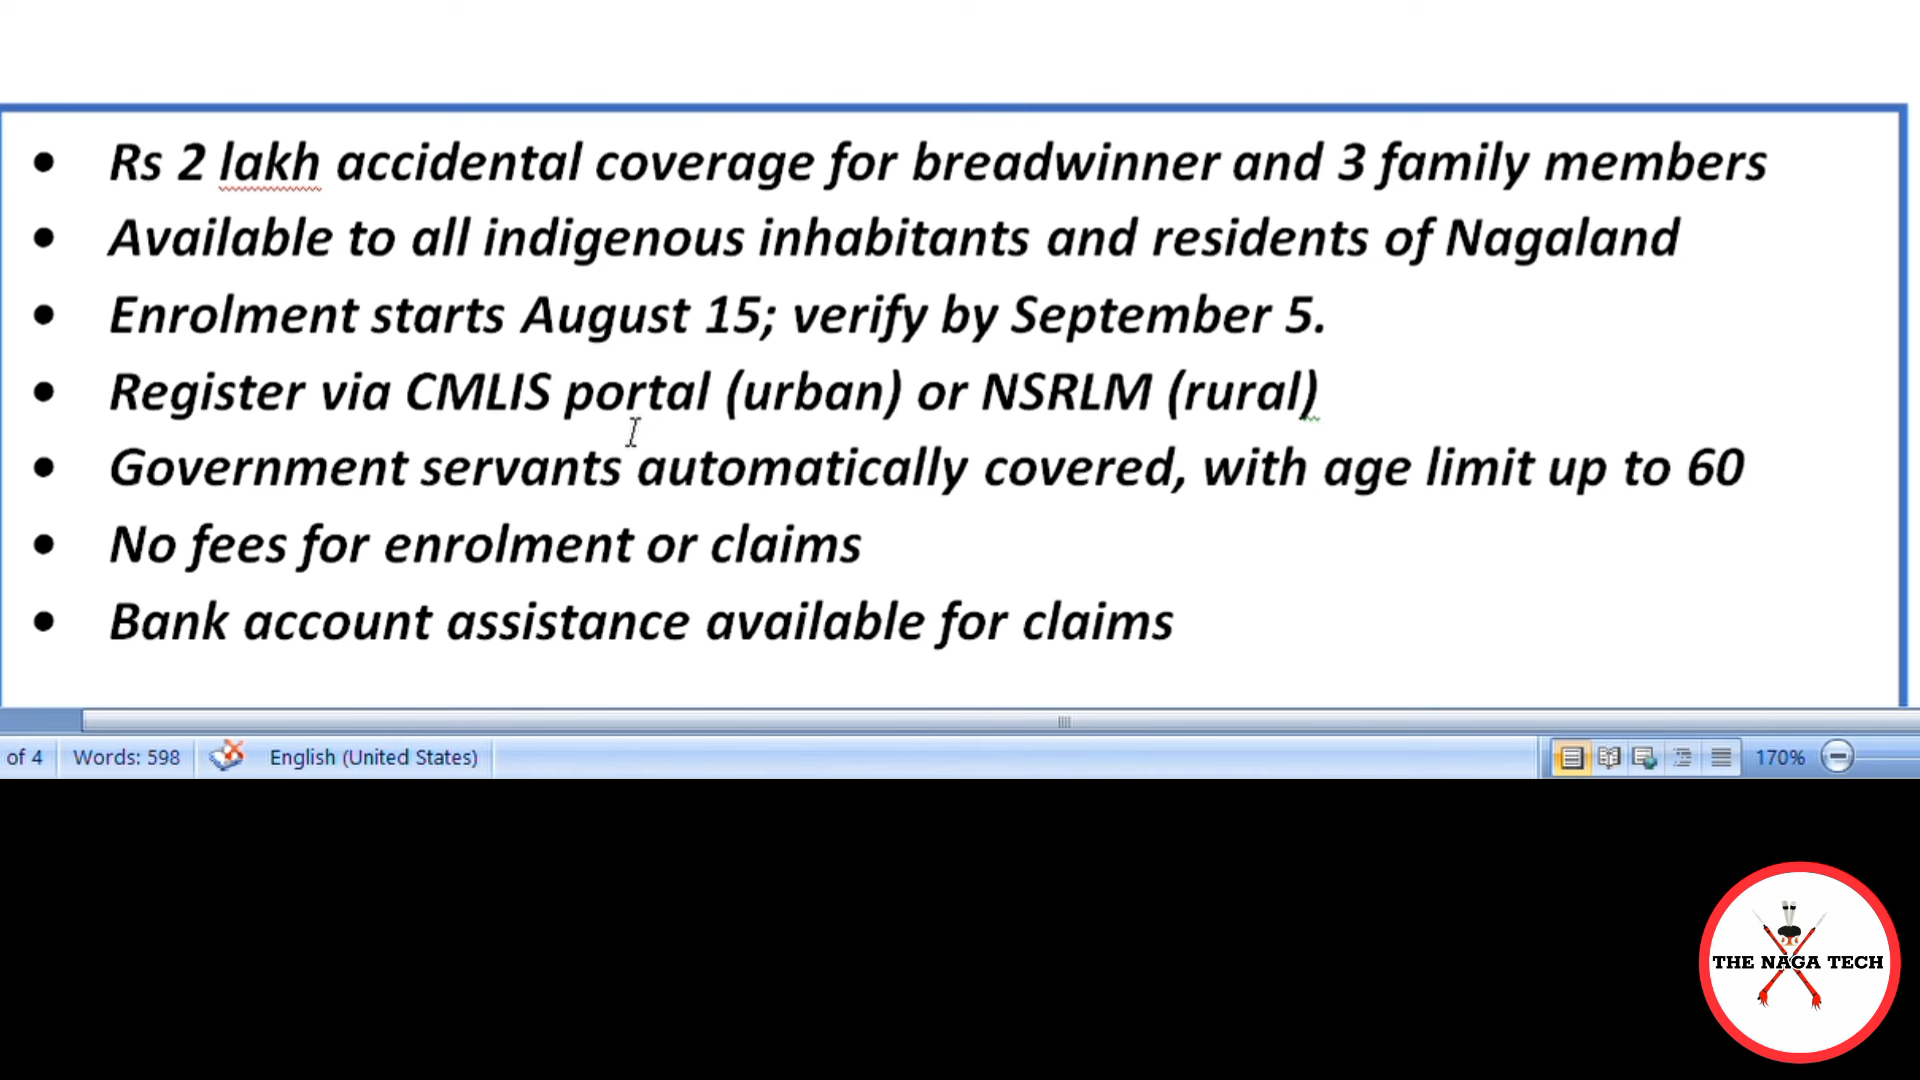 • Rs 2 lakh accidental coverage for breadwinner and 3 family members
• Available to all indigenous inhabitants and residents of Nagaland
• Enrolment starts August 15; verify by September 5.
• Register via CMLIS portal (urban) or NSRLM (rural)
• Government servants automatically covered, with age limit up to 60
• No fees for enrolment or claims
• Bank account assistance available for claims
of 4 Words: 598 English (United States) 170%
THE NAGA TECH